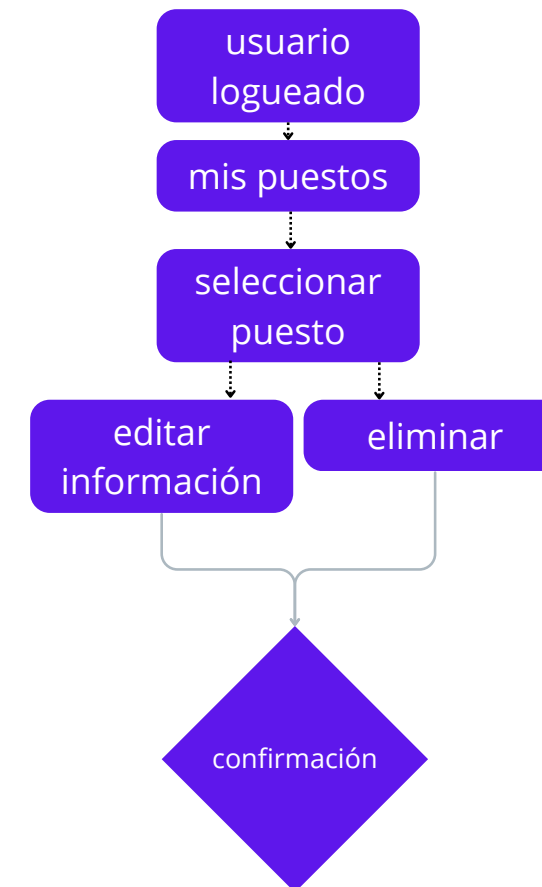 usuario
logueado
mis puestos
seleccionar
puesto
editar
información
eliminar
confirmación